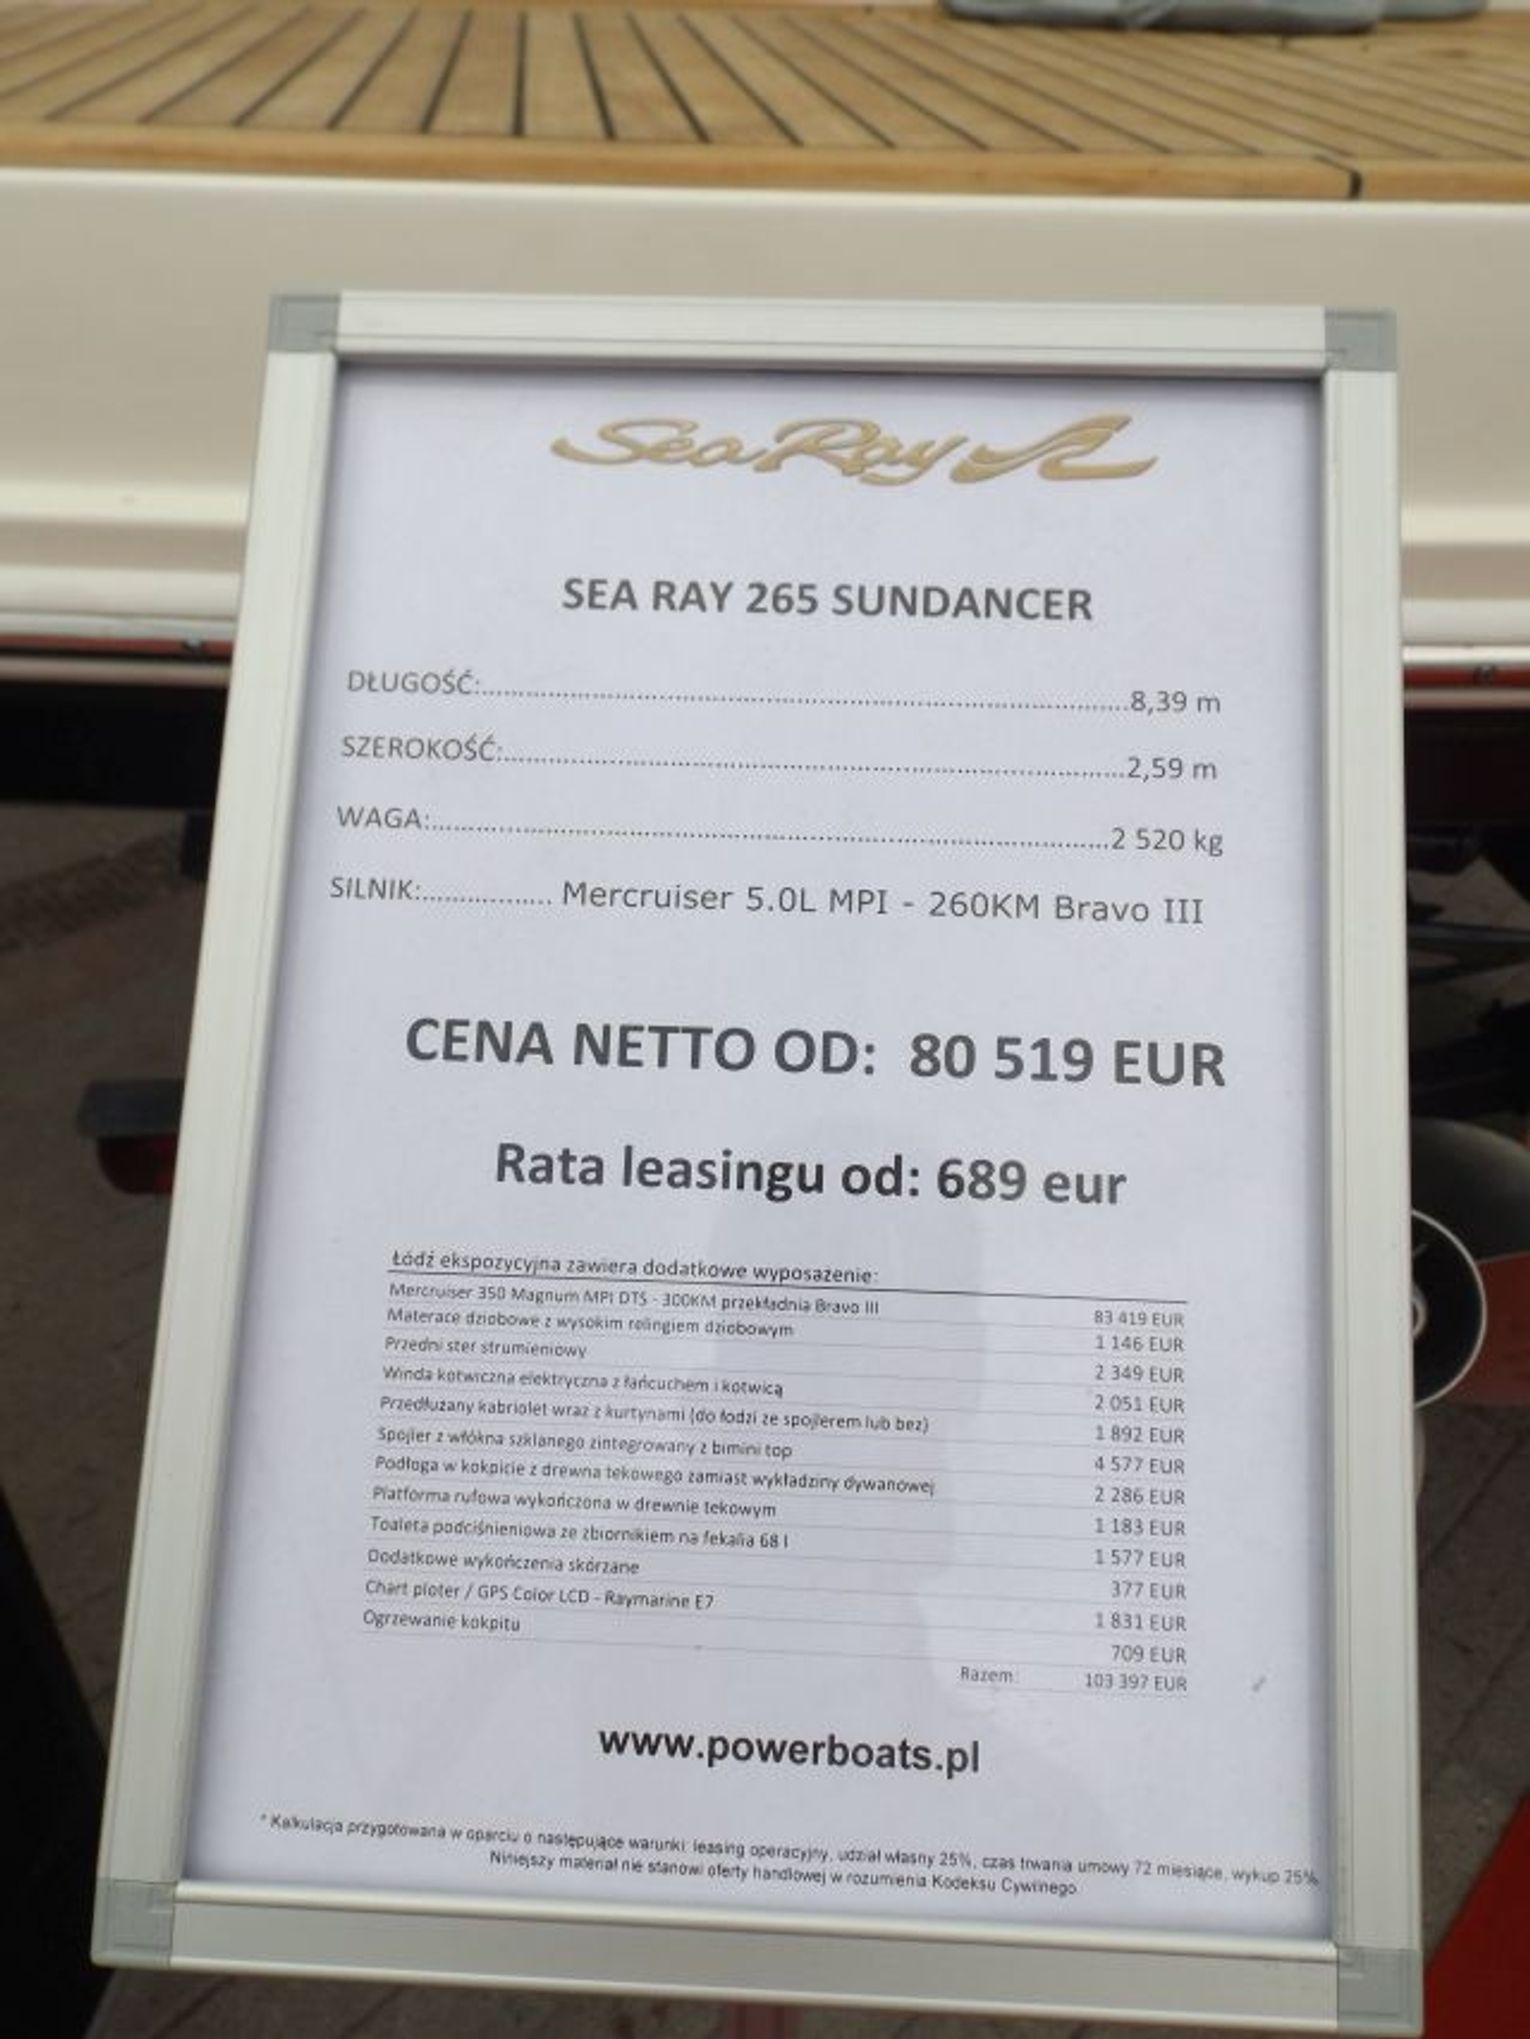 Sea Ray
SEA RAY 265 SUNDANCER
DŁUGOŚĆ:..........8,39 m
SZEROKOŚĆ:..........2,59 m
WAGA:..........2 520 kg
SILNIK:.......... Mercruiser 5.0L MPI - 260KM Bravo III
CENA NETTO OD: 80 519 EUR
Rata leasingu od: 689 eur
Łódź ekspozycyjna zawiera dodatkowe wyposażenie:
Mercruiser 350 Magnum MPI DTS - 300KM przekładnia Bravo III 83 419 EUR
Materace dziobowe z wysokim relingiem dziobowym 1 146 EUR
Przedni ster strumieniowy 2 349 EUR
Winda kotwiczna elektryczna z łańcuchem i kotwicą 2 051 EUR
Przedłużany kabriolet wraz z kurtynami (do łodzi ze spojlerem lub bez) 1 892 EUR
Spojler z włókna szklanego zintegrowany z bimini top 4 577 EUR
Podłoga w kokpicie z drewna tekowego zamiast wykładziny dywanowej 2 286 EUR
Platforma rufowa wykończona w drewnie tekowym 1 183 EUR
Toaleta podciśnieniowa ze zbiornikiem na fekalia 68 l 1 577 EUR
Dodatkowe wykończenia skórzane 377 EUR
Chart ploter / GPS Color LCD - Raymarine E7 1 831 EUR
Ogrzewanie kokpitu 709 EUR
Razem: 103 397 EUR
www.powerboats.pl
* Kalkulacja przygotowana w oparciu o następujące warunki: leasing operacyjny, udział własny 25%, czas trwania umowy 72 miesiące, wykup 25%
Niniejszy materiał nie stanowi oferty handlowej w rozumienia Kodeksu Cywilnego